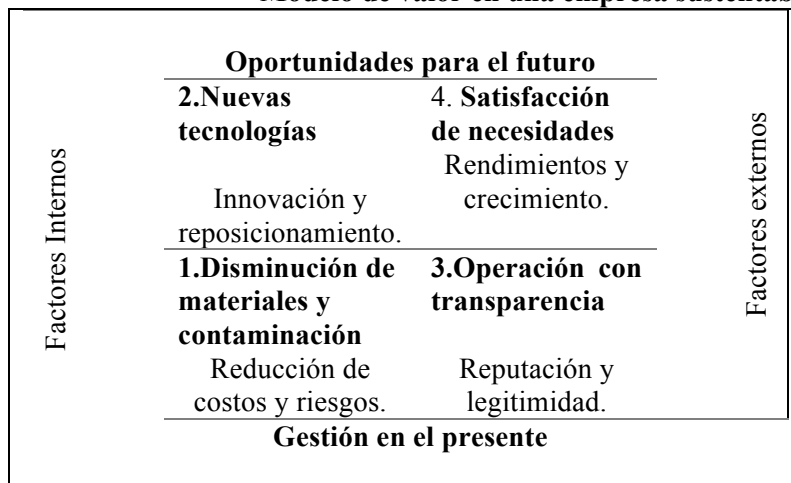 Modelo de valor en una empresa sustentab
Oportunidades para el futuro
Factores Internos
2.Nuevas
tecnologías
Innovación y
reposicionamiento.
4. Satisfacción
de necesidades
Rendimientos y
crecimiento.
1.Disminución de
materiales y
contaminación
Reducción de
costos y riesgos.
3.Operación con
transparencia
Reputación y
legitimidad.
Factores externos
Gestión en el presente